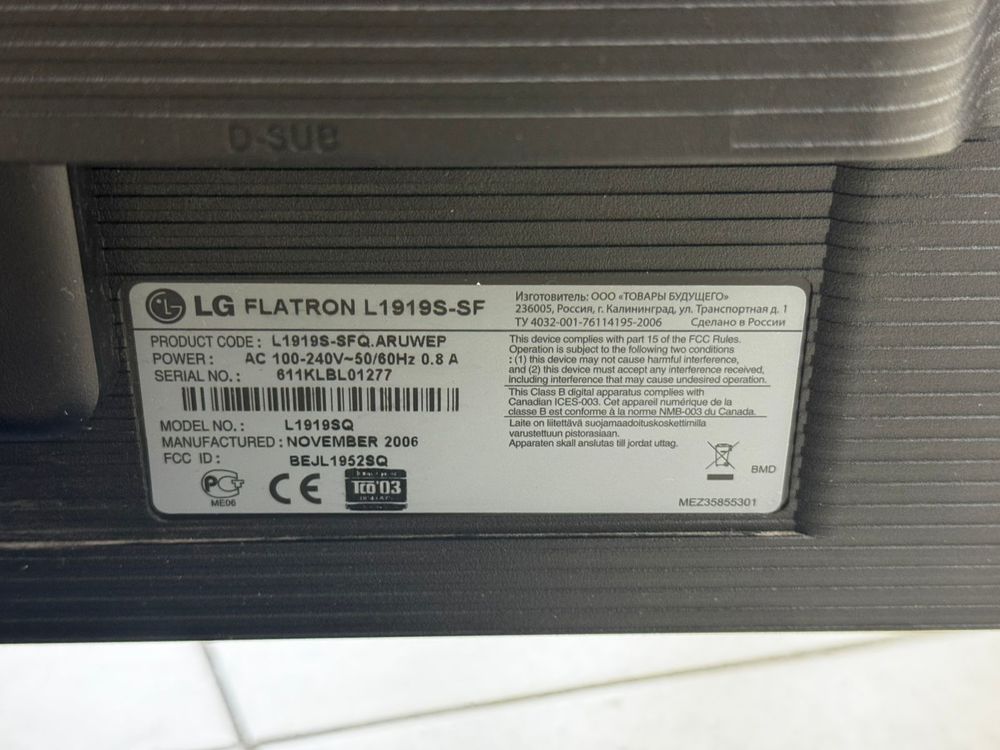 D-SUB
LG FLATRON L1919S-SF
Изготовитель: ООО «ТОВАРЫ БУДУЩЕГО»
236005, Россия, г. Калининград, ул. Транспортная д. 1
ТУ 4032-001-76114195-2006 Сделано в России
PRODUCT CODE : L1919S-SFQ.ARUWEP
POWER : AC 100-240V~50/60Hz 0.8 A
SERIAL NO. : 611KLBL01277
MODEL NO. : L1919SQ
MANUFACTURED : NOVEMBER 2006
FCC ID : BEJL1952SQ
This device complies with part 15 of the FCC Rules.
Operation is subject to the following two conditions
: (1) this device may not cause harmful interference,
and (2) this device must accept any interference received,
including interference that may cause undesired operation.
This Class B digital apparatus complies with
Canadian ICES-003. Cet appareil numérique de la
classe B est conforme à la norme NMB-003 du Canada.
Laite on liitettävä suojamaadoituskoskettimilla
varustettuun pistorasiaan.
Apparaten skall anslutas till jordat uttag.
BMD
ME06
CE
TCO'03
MEZ35855301